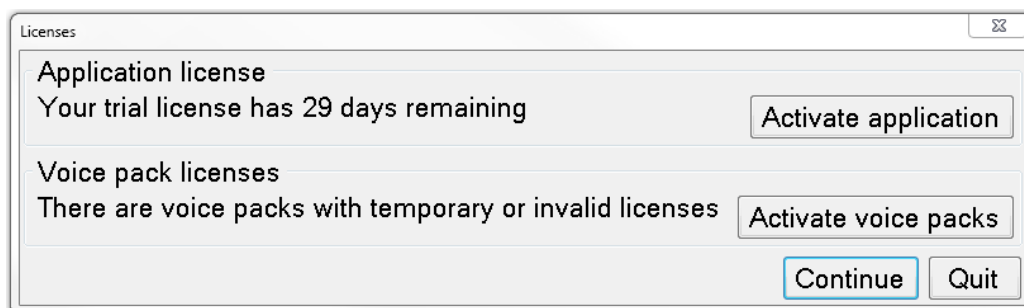 Licenses
Application license
Your trial license has 29 days remaining
Activate application
Voice pack licenses
There are voice packs with temporary or invalid licenses
Activate voice packs
Continue
Quit